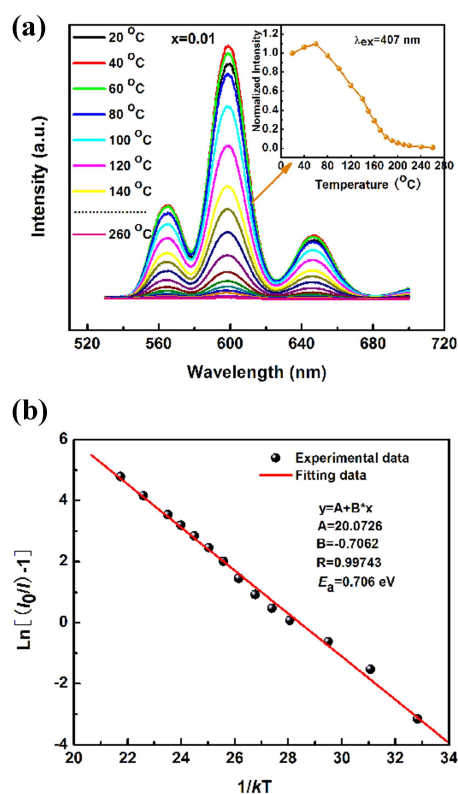 (a)
x=0.01
20 °C
40 °C
60 °C
80 °C
100 °C
120 °C
140 °C
260 °C
Intensity (a.u.)
520 560 600 640 680 720
Wavelength (nm)
λex=407 nm
Normalized Intensity
1.2
1.0
0.8
0.6
0.4
0.2
0.0
0 40 80 120 160 200 240 280
Temperature (°C)
(b)
Ln[(I0/I)-1]
6
4
2
0
-2
-4
Experimental data
Fitting data
y=A+B*x
A=20.0726
B=-0.7062
R=0.99743
Ea=0.706 eV
20 22 24 26 28 30 32 34
1/kT